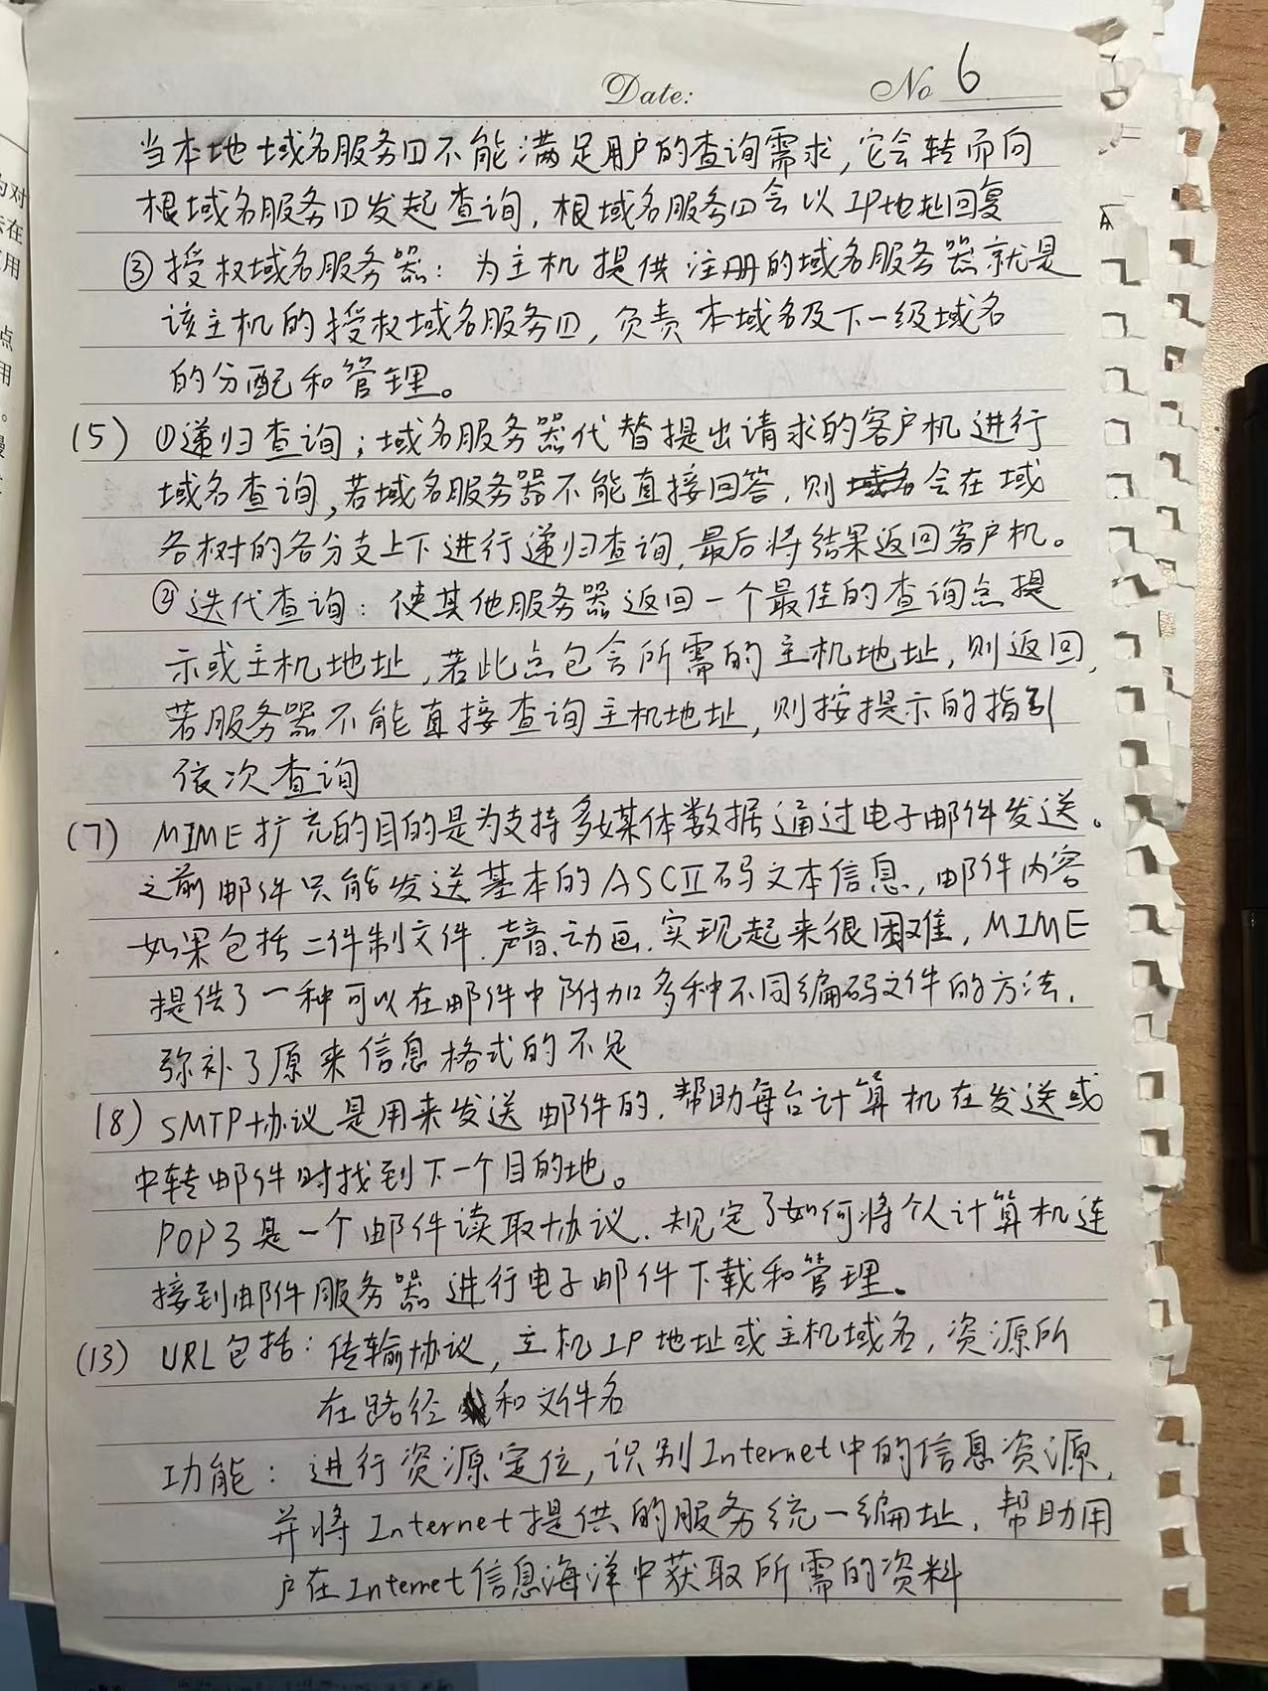 Date: No 6
当本地域名服务口不能满足用户的查询需求,它会转而向
根域名服务口发起查询,根域名服务口会以IP地址回复
③授权域名服务器:为主机提供注册的域名服务器就是
该主机的授权域名服务口,负责本域名及下一级域名
的分配和管理。
(5) ①递归查询;域名服务器代替提出请求的客户机进行
域名查询,若域名服务器不能直接回答,则会在域
名树的各分支上下进行递归查询,最后将结果返回客户机。
②迭代查询:使其他服务器返回一个最佳的查询点提
示或主机地址,若此点包含所需的主机地址,则返回,
若服务器不能直接查询主机地址,则按提示的指引
依次查询
(7) MIME扩充的目的是为支持多媒体数据通过电子邮件发送。
之前邮件只能发送基本的ASCII码文本信息,邮件内容
如果包括二件制文件、声音、动画,实现起来很困难,MIME
提供了一种可以在邮件中附加多种不同编码文件的方法,
弥补了原来信息格式的不足
(8) SMTP协议是用来发送邮件的,帮助每台计算机在发送或
中转邮件时找到下一个目的地。
POP3是一个邮件读取协议,规定了如何将个人计算机连
接到邮件服务器进行电子邮件下载和管理。
(13) URL包括:传输协议,主机IP地址或主机域名,资源所
在路径和文件名
功能:进行资源定位,识别Internet中的信息资源,
并将Internet提供的服务统一编址,帮助用
户在Internet信息海洋中获取所需的资料
对
在
用
点
用
。